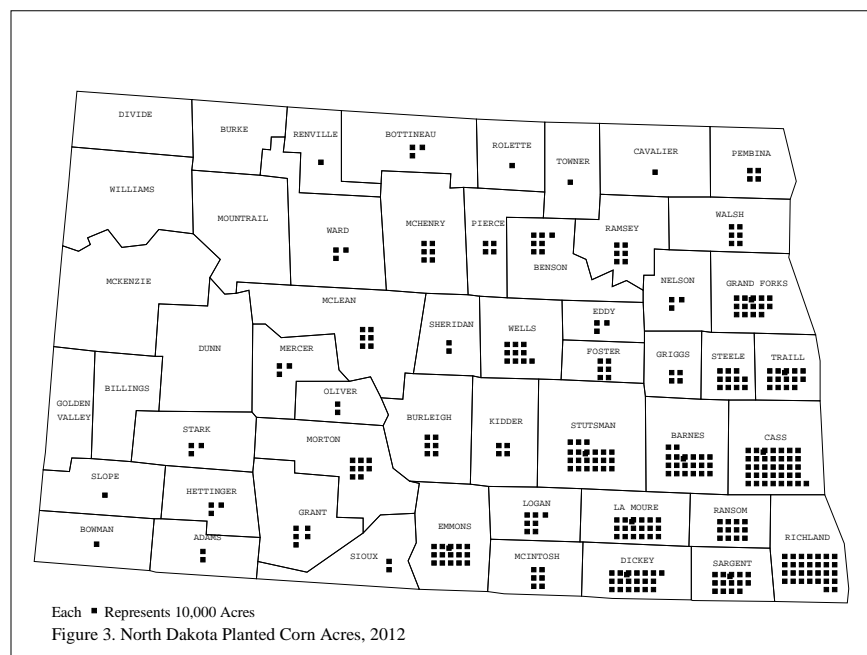 DIVIDE
BURKE
RENVILLE
BOTTINEAU
ROLETTE
TOWNER
CAVALIER
PEMBINA
WILLIAMS
MOUNTRAIL
WARD
MCHENRY
PIERCE
BENSON
RAMSEY
WALSH
MCKENZIE
NELSON
GRAND FORKS
MCLEAN
SHERIDAN
WELLS
EDDY
FOSTER
GRIGGS
STEELE
TRAILL
DUNN
MERCER
OLIVER
GOLDEN
VALLEY
BILLINGS
STARK
MORTON
BURLEIGH
KIDDER
STUTSMAN
BARNES
CASS
SLOPE
HETTINGER
GRANT
EMMONS
LOGAN
LA MOURE
RANSOM
RICHLAND
BOWMAN
ADAMS
SIOUX
MCINTOSH
DICKEY
SARGENT
Each ■ Represents 10,000 Acres
Figure 3. North Dakota Planted Corn Acres, 2012